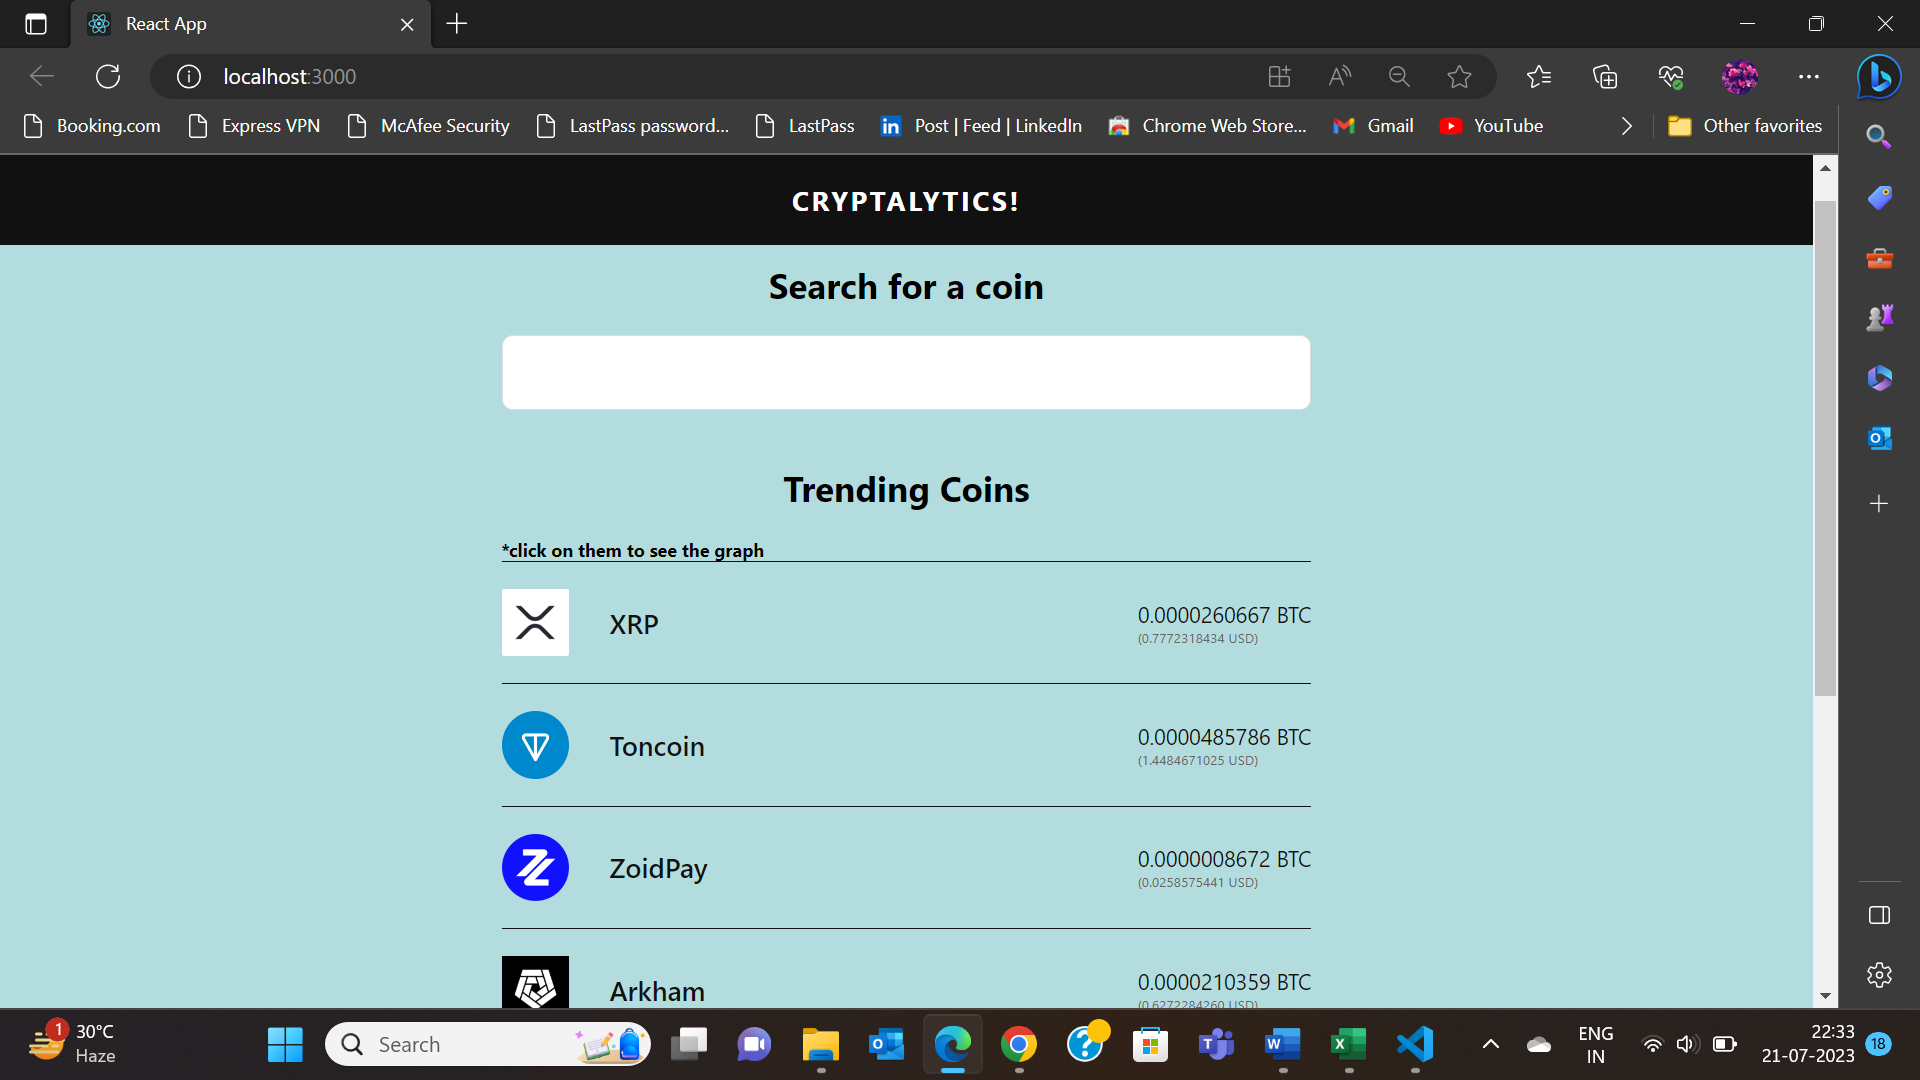 React App
localhost:3000
Booking.com
Express VPN
McAfee Security
LastPass password...
LastPass
Post | Feed | LinkedIn
Chrome Web Store...
Gmail
YouTube
Other favorites
CRYPTALYTICS!
Search for a coin
Trending Coins
*click on them to see the graph
XRP
0.0000260667 BTC
(0.7772318434 USD)
Toncoin
0.0000485786 BTC
(1.4484671025 USD)
ZoidPay
0.0000008672 BTC
(0.0258575441 USD)
Arkham
0.0000210359 BTC
(0.6272284260 USD)
1
30°C
Haze
Search
ENG
IN
22:33
21-07-2023
18